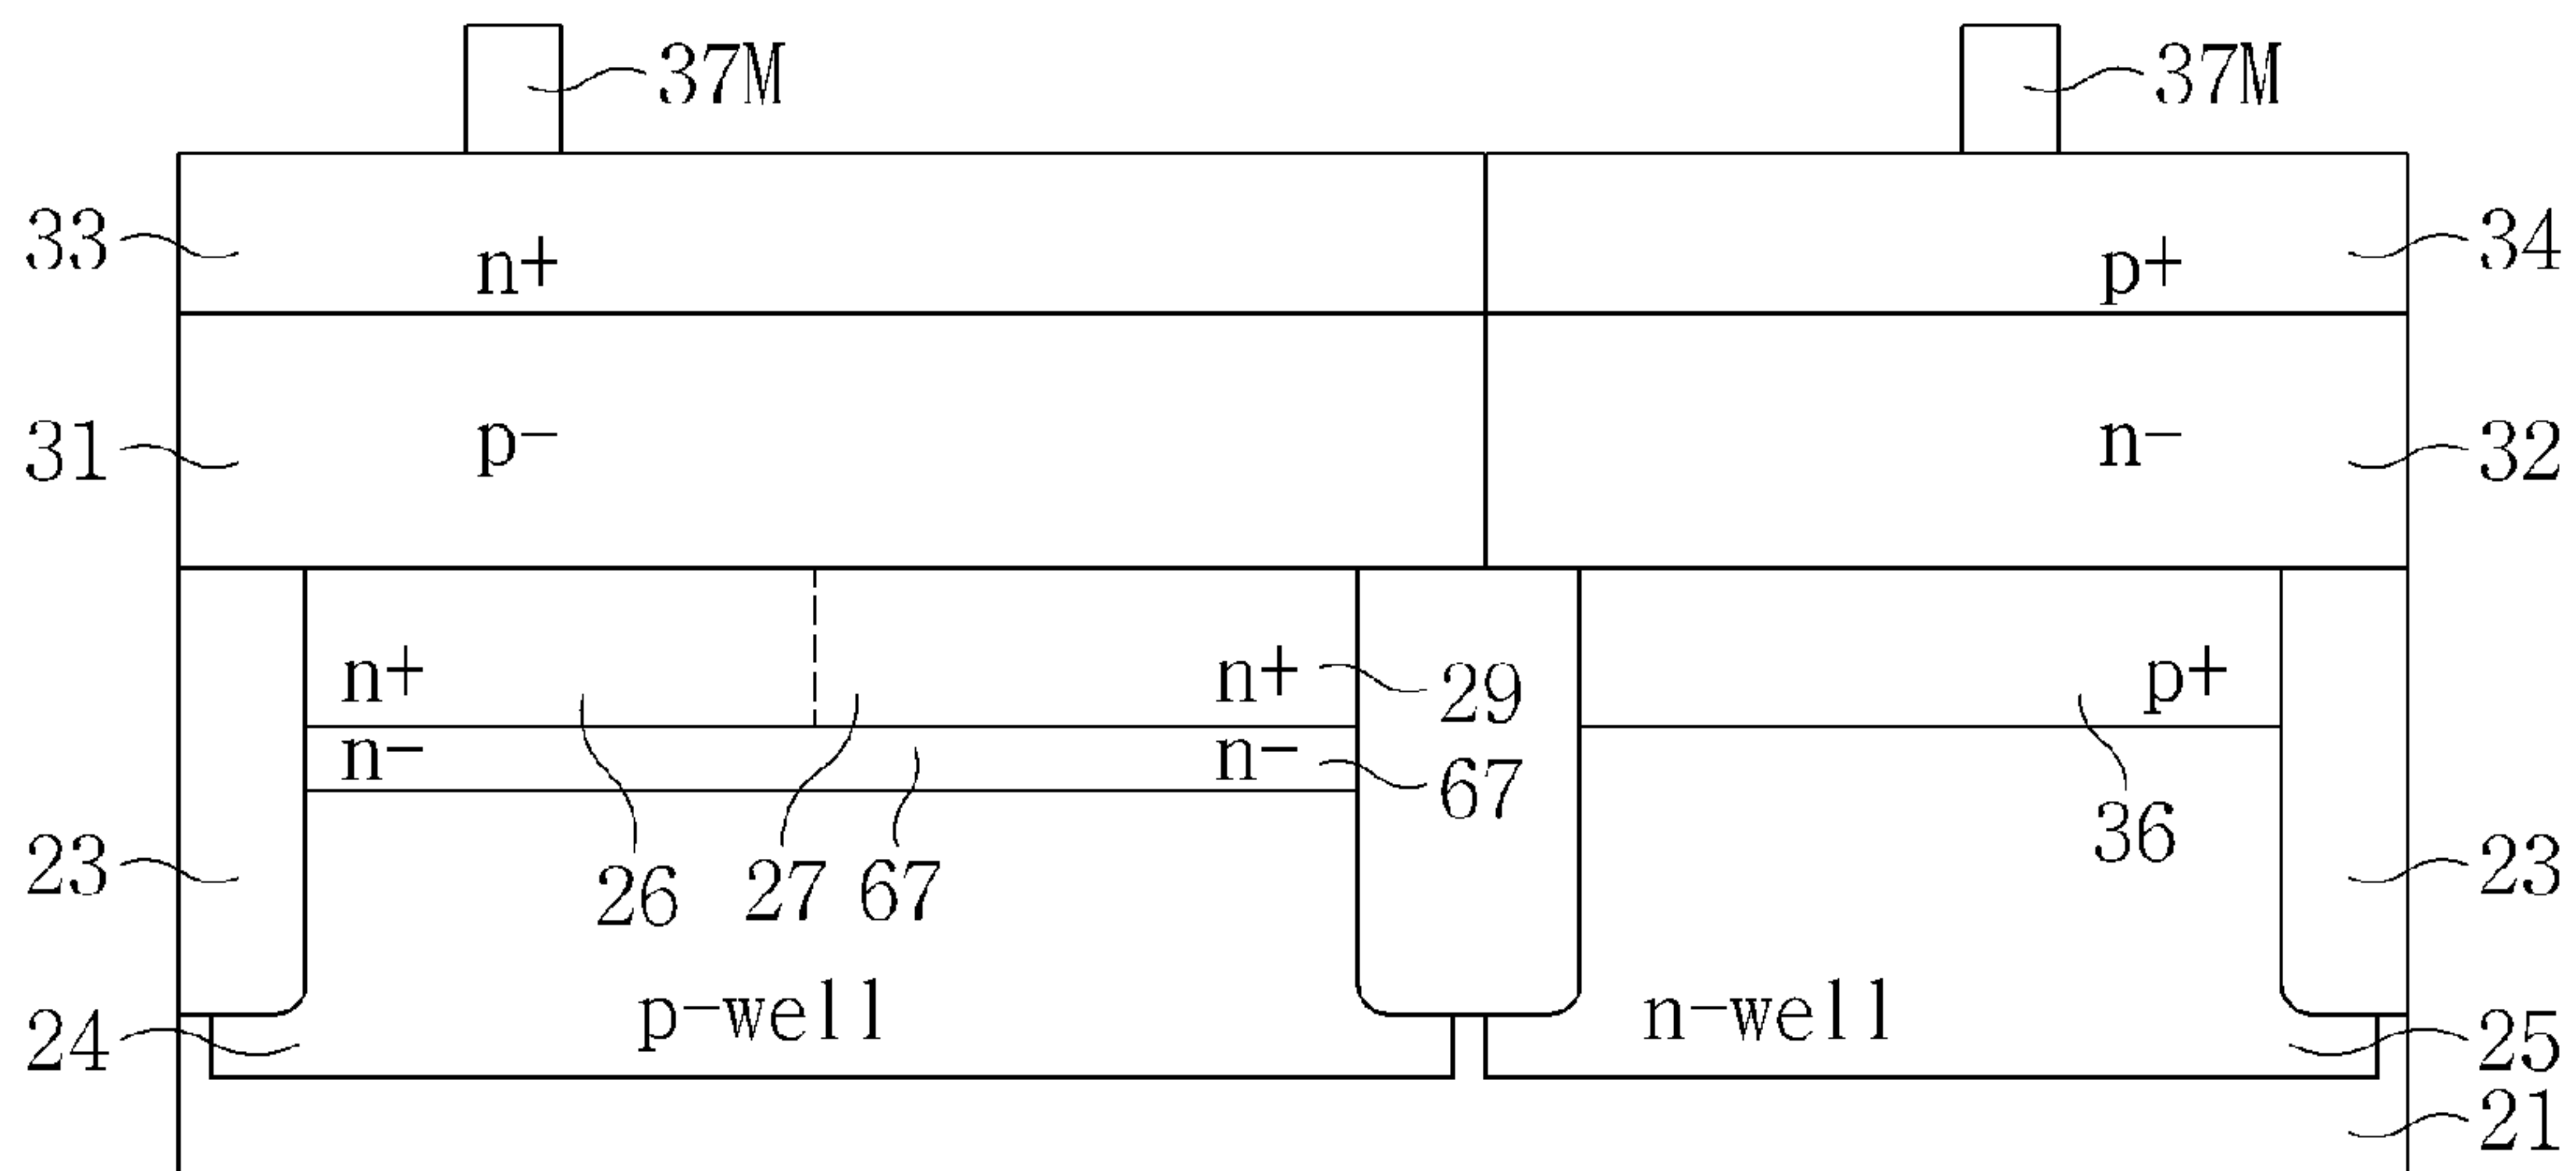 37M 37M
33 n+ p+ 34
31 p- n- 32
n+ n+ 29 p+
n- n- 67 36
23 26 27 67 23
24 p-well n-well 25
21